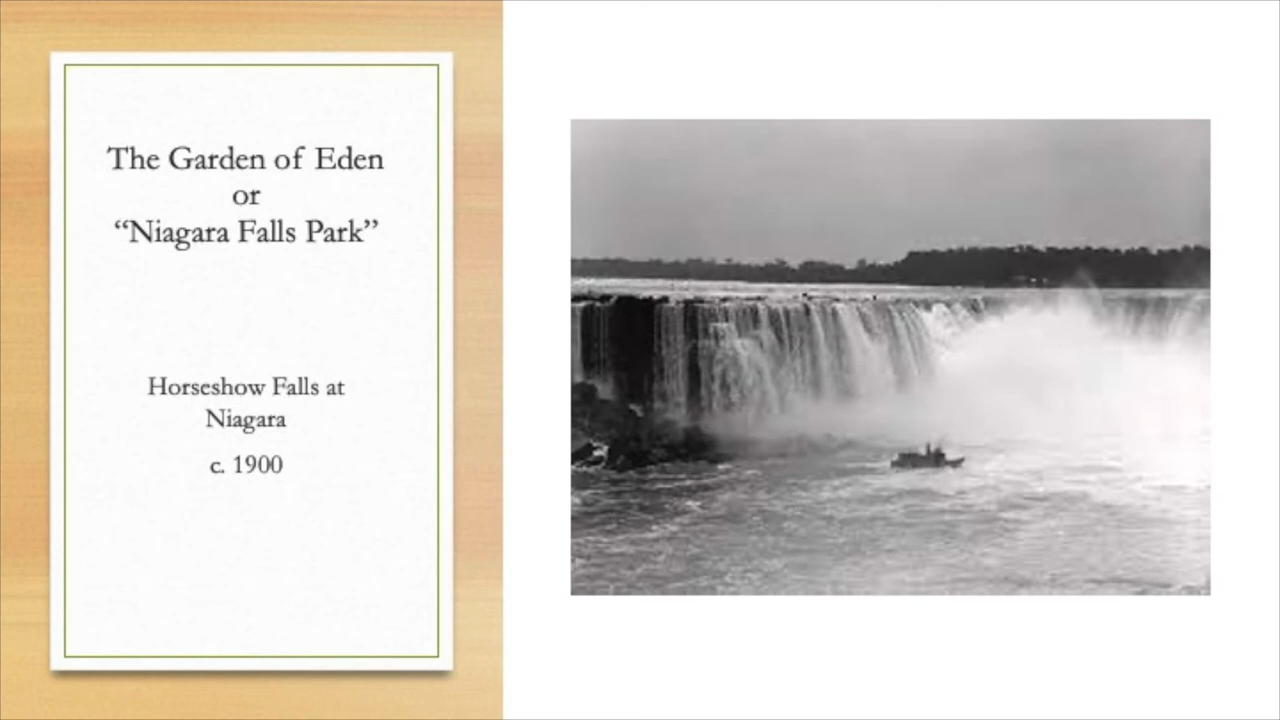 The Garden of Eden
or
“Niagara Falls Park”
Horseshow Falls at
Niagara
c. 1900